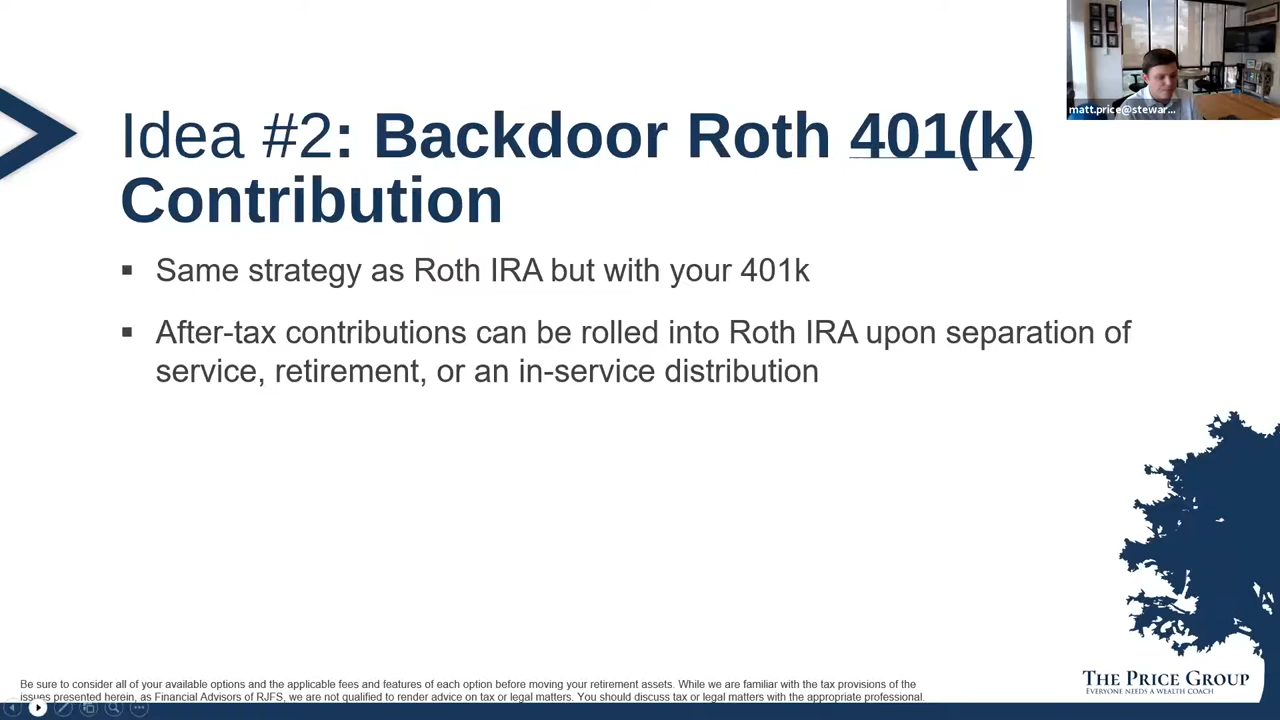 matt.price@stewar...
Idea #2: Backdoor Roth 401(k)
Contribution
▪ Same strategy as Roth IRA but with your 401k
▪ After-tax contributions can be rolled into Roth IRA upon separation of
service, retirement, or an in-service distribution
Be sure to consider all of your available options and the applicable fees and features of each option before moving your retirement assets. While we are familiar with the tax provisions of the
issues presented herein, as Financial Advisors of RJFS, we are not qualified to render advice on tax or legal matters. You should discuss tax or legal matters with the appropriate professional.
THE PRICE GROUP
EVERYONE NEEDS A WEALTH COACH